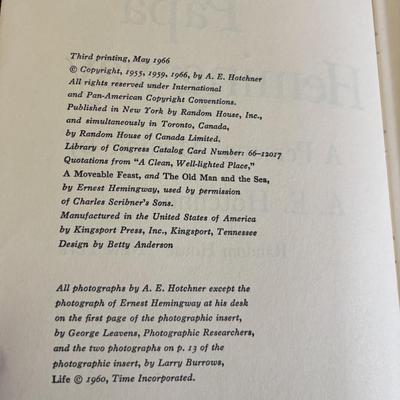 Third printing, May 1966
© Copyright, 1955, 1959, 1966, by A. E. Hotchner
All rights reserved under International
and Pan-American Copyright Conventions.
Published in New York by Random House, Inc.,
and simultaneously in Toronto, Canada,
by Random House of Canada Limited.
Library of Congress Catalog Card Number: 66-12017
Quotations from "A Clean, Well-lighted Place,"
A Moveable Feast, and The Old Man and the Sea,
by Ernest Hemingway, used by permission
of Charles Scribner's Sons.
Manufactured in the United States of America
by Kingsport Press, Inc., Kingsport, Tennessee
Design by Betty Anderson
All photographs by A. E. Hotchner except the
photograph of Ernest Hemingway at his desk
on the first page of the photographic insert,
by George Leavens, Photographic Researchers,
and the two photographs on p. 13 of the
photographic insert, by Larry Burrows,
Life © 1960, Time Incorporated.